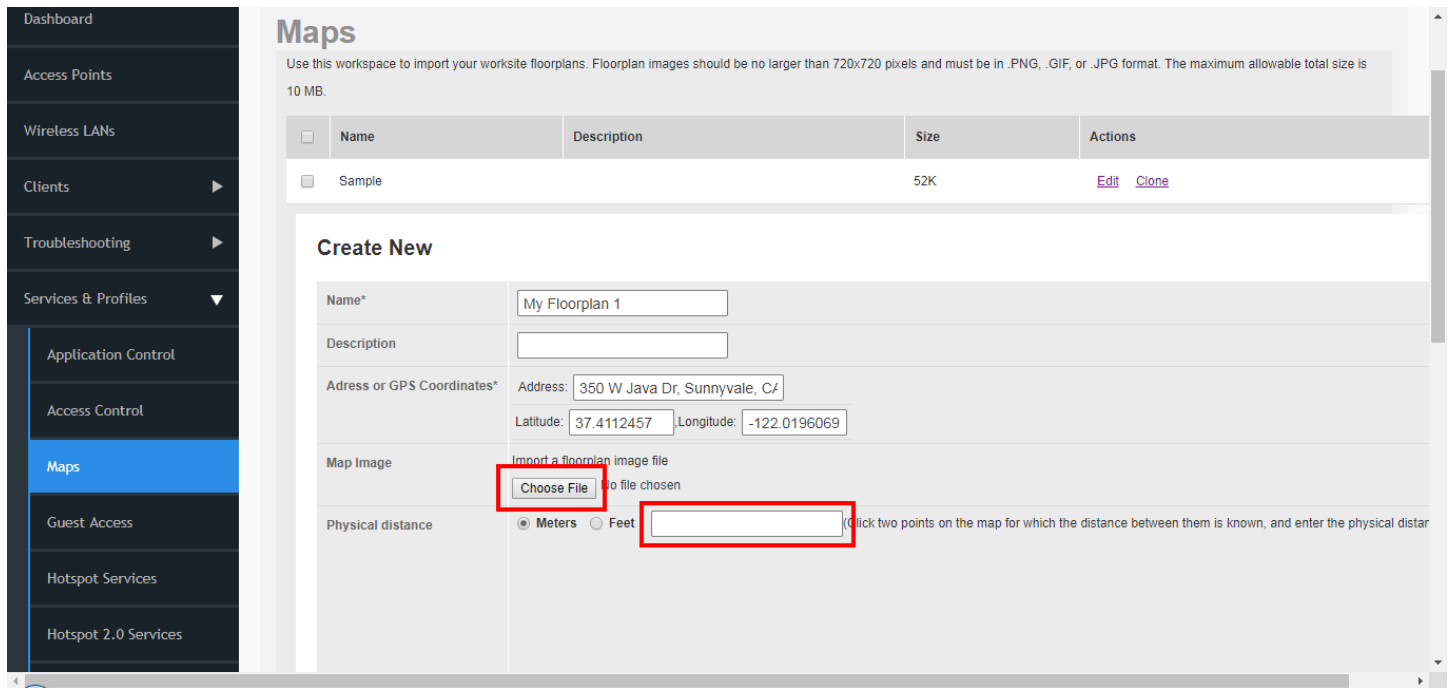 Dashboard
Access Points
Wireless LANs
Clients
Troubleshooting
Services & Profiles
Application Control
Access Control
Maps
Guest Access
Hotspot Services
Hotspot 2.0 Services
Maps
Use this workspace to import your worksite floorplans. Floorplan images should be no larger than 720x720 pixels and must be in .PNG, .GIF, or .JPG format. The maximum allowable total size is
10 MB.
Name Description Size Actions
Sample 52K Edit Clone
Create New
Name* My Floorplan 1
Description
Adress or GPS Coordinates* Address: 350 W Java Dr, Sunnyvale, CA
Latitude: 37.4112457 ,Longitude: -122.0196069
Map Image Import a floorplan image file
Choose File No file chosen
Physical distance Meters Feet (Click two points on the map for which the distance between them is known, and enter the physical distan